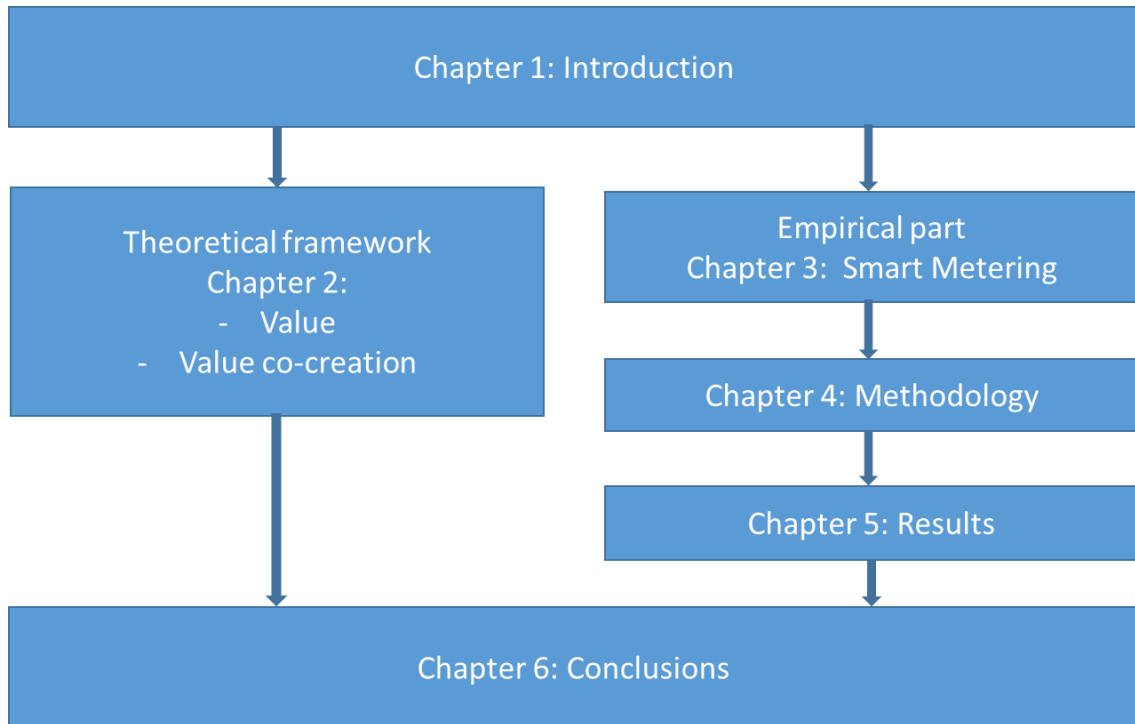 Chapter 1: Introduction
Theoretical framework
Chapter 2:
- Value
- Value co-creation
Empirical part
Chapter 3: Smart Metering
Chapter 4: Methodology
Chapter 5: Results
Chapter 6: Conclusions